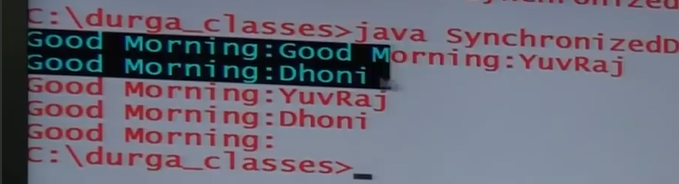 C:\durga_classes>java SynchronizedD
Good Morning:Good Morning:YuvRaj
Good Morning:Dhoni
Good Morning:YuvRaj
Good Morning:Dhoni
Good Morning:
C:\durga_classes>_